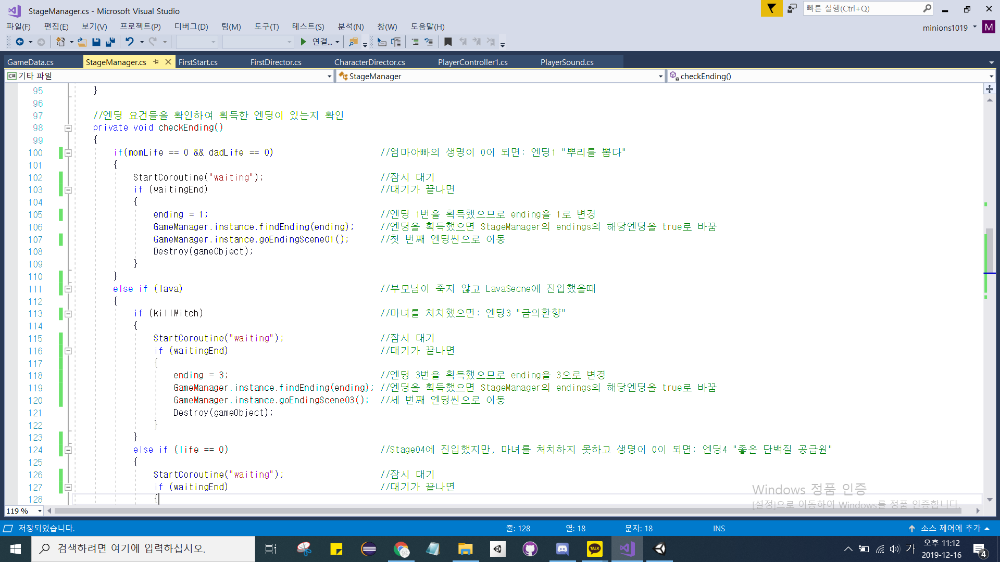 StageManager.cs - Microsoft Visual Studio
빠른 실행(Ctrl+Q)
파일(F) 편집(E) 보기(V) 프로젝트(P) 디버그(D) 팀(M) 도구(T) 테스트(S) 분석(N) 창(W) 도움말(H)
minions1019 M
연결...
GameData.cs StageManager.cs FirstStart.cs FirstDirector.cs CharacterDirector.cs PlayerController1.cs PlayerSound.cs
C# 기타 파일 StageManager checkEnding()
95 }
96
97 //엔딩 요건들을 확인하여 획득한 엔딩이 있는지 확인
98 private void checkEnding()
99 {
100 if(momLife == 0 && dadLife == 0) //엄마아빠의 생명이 0이 되면: 엔딩1 "뿌리를 뽑다"
101 {
102 StartCoroutine("waiting"); //잠시 대기
103 if (waitingEnd) //대기가 끝나면
104 {
105 ending = 1; //엔딩 1번을 획득했으므로 ending을 1로 변경
106 GameManager.instance.findEnding(ending); //엔딩을 획득했으면 StageManager의 endings의 해당엔딩을 true로 바꿈
107 GameManager.instance.goEndingScene01(); //첫 번째 엔딩씬으로 이동
108 Destroy(gameObject);
109 }
110 }
111 else if (lava) //부모님이 죽지 않고 LavaSecne에 진입했을때
112 {
113 if (killWitch) //마녀를 처치했으면: 엔딩3 "금의환향"
114 {
115 StartCoroutine("waiting"); //잠시 대기
116 if (waitingEnd) //대기가 끝나면
117 {
118 ending = 3; //엔딩 3번을 획득했으므로 ending을 3으로 변경
119 GameManager.instance.findEnding(ending); //엔딩을 획득했으면 StageManager의 endings의 해당엔딩을 true로 바꿈
120 GameManager.instance.goEndingScene03(); //세 번째 엔딩씬으로 이동
121 Destroy(gameObject);
122 }
123 }
124 else if (life == 0) //Stage04에 진입했지만, 마녀를 처치하지 못하고 생명이 0이 되면: 엔딩4 "좋은 단백질 공급원"
125 {
126 StartCoroutine("waiting"); //잠시 대기
127 if (waitingEnd) //대기가 끝나면
128 {
Windows 정품 인증
[설정]으로 이동하여 Windows를 정품 인증합니다.
119 %
저장되었습니다. 줄: 128 열: 18 문자: 18 INS 소스 제어에 추가
검색하려면 여기에 입력하십시오.
TALK
가 오후 11:12
2019-12-16
4